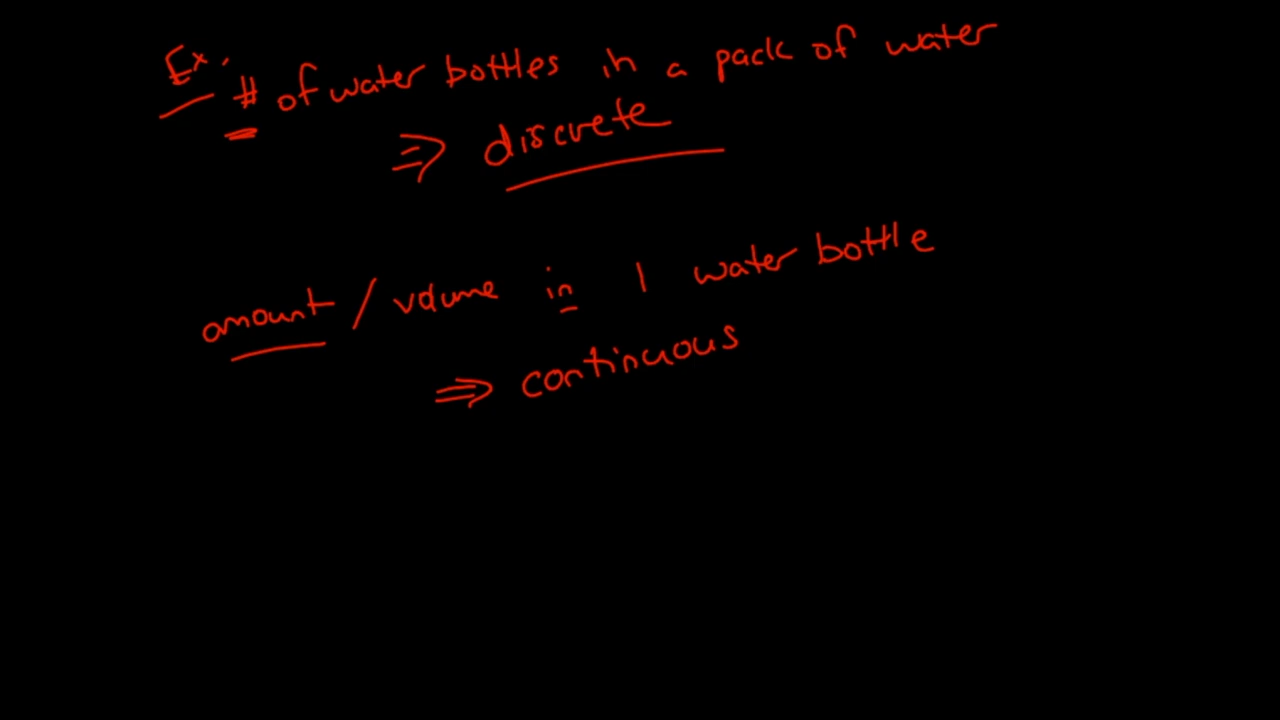 Ex. # of water bottles in a pack of water
⇒ discrete
amount / volume in 1 water bottle
⇒ continuous